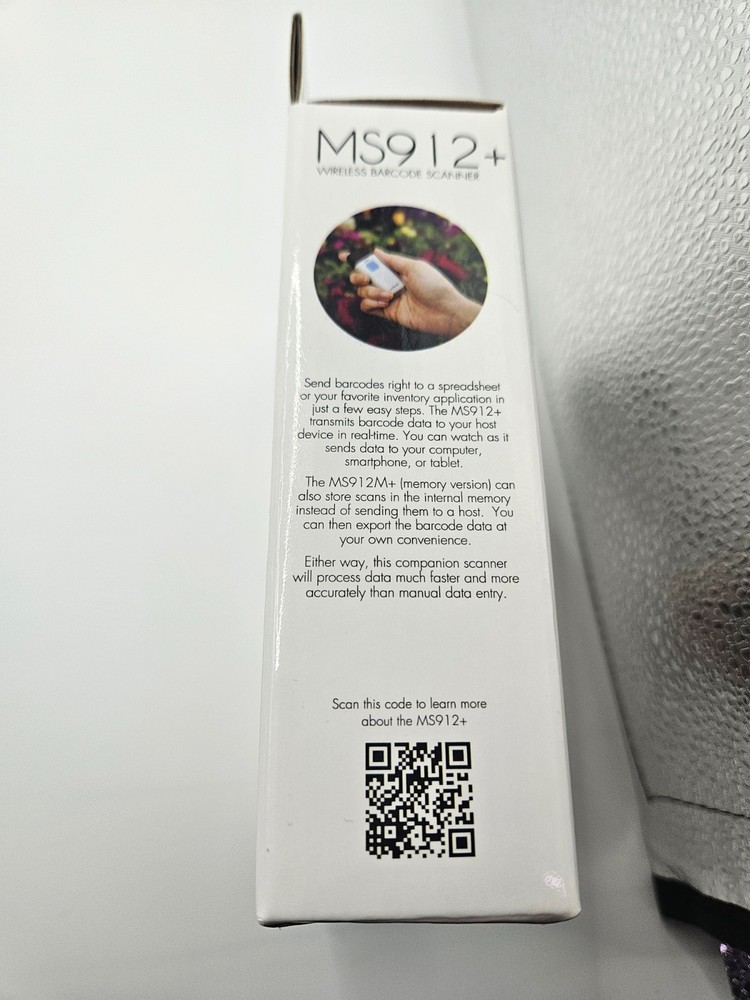 MS912+
WIRELESS BARCODE SCANNER
Send barcodes right to a spreadsheet
or your favorite inventory application in
just a few easy steps. The MS912+
transmits barcode data to your host
device in real-time. You can watch as it
sends data to your computer,
smartphone, or tablet.
The MS912M+ (memory version) can
also store scans in the internal memory
instead of sending them to a host. You
can then export the barcode data at
your own convenience.
Either way, this companion scanner
will process data much faster and more
accurately than manual data entry.
Scan this code to learn more
about the MS912+